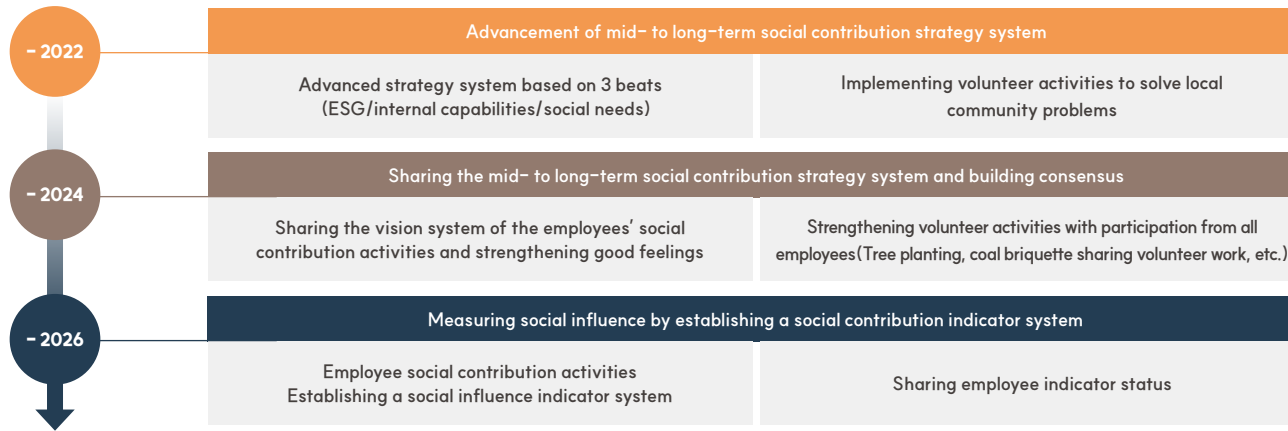 - 2022
Advancement of mid- to long-term social contribution strategy system
Advanced strategy system based on 3 beats
(ESG/internal capabilities/social needs)
Implementing volunteer activities to solve local
community problems
- 2024
Sharing the mid- to long-term social contribution strategy system and building consensus
Sharing the vision system of the employees' social
contribution activities and strengthening good feelings
Strengthening volunteer activities with participation from all
employees(Tree planting, coal briquette sharing volunteer work, etc.)
- 2026
Measuring social influence by establishing a social contribution indicator system
Employee social contribution activities
Establishing a social influence indicator system
Sharing employee indicator status